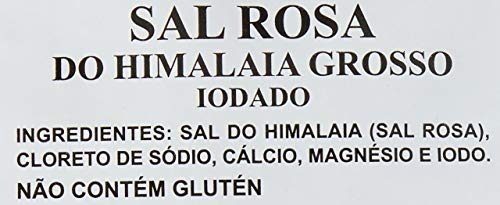 SAL ROSA
DO HIMALAIA GROSSO
IODADO
INGREDIENTES: SAL DO HIMALAIA (SAL ROSA),
CLORETO DE SÓDIO, CÁLCIO, MAGNÉSIO E IODO.
NÃO CONTÉM GLUTÉN